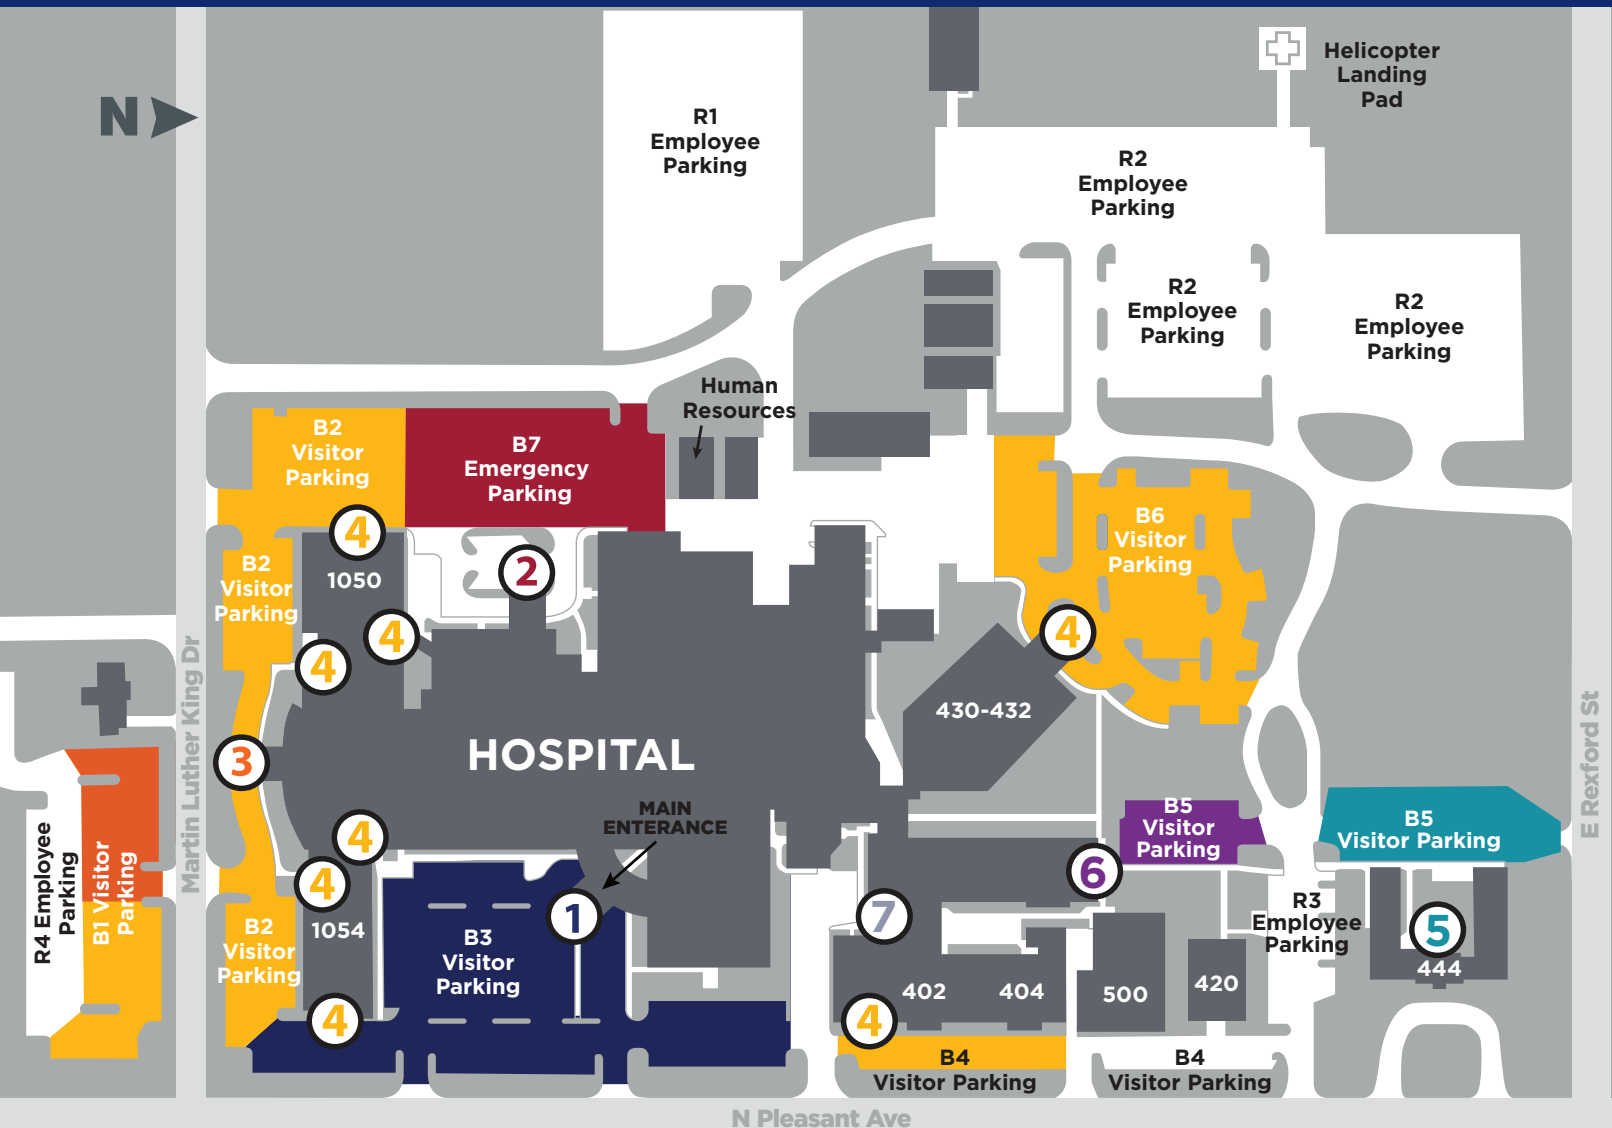 Helicopter
Landing
Pad
N
R1
Employee
Parking
R2
Employee
Parking
R2
Employee
Parking
R2
Employee
Parking
Human
Resources
B2
Visitor
Parking
B7
Emergency
Parking
4
1050
2
B6
Visitor
Parking
B2
Visitor
Parking
4
4
4
430-432
Martin Luther King Dr
3
HOSPITAL
MAIN
ENTERANCE
E Rexford St
B5
Visitor
Parking
B5
Visitor Parking
4
4
6
R4 Employee
Parking
B1 Visitor
Parking
1054
B2
Visitor
Parking
B3
Visitor
Parking
1
7
R3
Employee
Parking
5
444
402
404
500
420
4
4
B4
Visitor Parking
B4
Visitor Parking
N Pleasant Ave